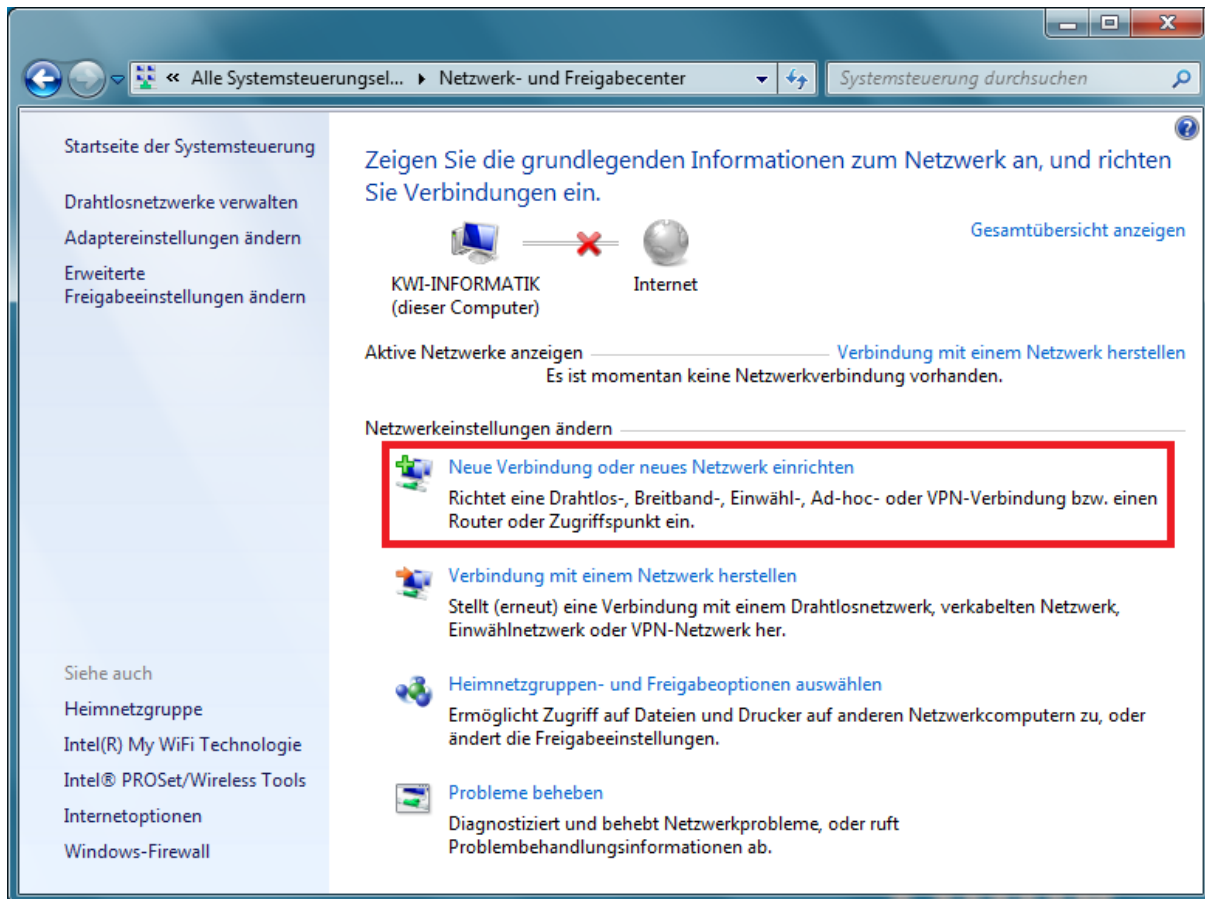 « Alle Systemsteuerungsel... ▸ Netzwerk- und Freigabecenter
Systemsteuerung durchsuchen
Startseite der Systemsteuerung
Drahtlosnetzwerke verwalten
Adaptereinstellungen ändern
Erweiterte
Freigabeeinstellungen ändern
Siehe auch
Heimnetzgruppe
Intel(R) My WiFi Technologie
Intel® PROSet/Wireless Tools
Internetoptionen
Windows-Firewall
Zeigen Sie die grundlegenden Informationen zum Netzwerk an, und richten
Sie Verbindungen ein.
Gesamtübersicht anzeigen
KWI-INFORMATIK
(dieser Computer)
Internet
Aktive Netzwerke anzeigen
Verbindung mit einem Netzwerk herstellen
Es ist momentan keine Netzwerkverbindung vorhanden.
Netzwerkeinstellungen ändern
Neue Verbindung oder neues Netzwerk einrichten
Richtet eine Drahtlos-, Breitband-, Einwähl-, Ad-hoc- oder VPN-Verbindung bzw. einen
Router oder Zugriffspunkt ein.
Verbindung mit einem Netzwerk herstellen
Stellt (erneut) eine Verbindung mit einem Drahtlosnetzwerk, verkabelten Netzwerk,
Einwählnetzwerk oder VPN-Netzwerk her.
Heimnetzgruppen- und Freigabeoptionen auswählen
Ermöglicht Zugriff auf Dateien und Drucker auf anderen Netzwerkcomputern zu, oder
ändert die Freigabeeinstellungen.
Probleme beheben
Diagnostiziert und behebt Netzwerkprobleme, oder ruft
Problembehandlungsinformationen ab.